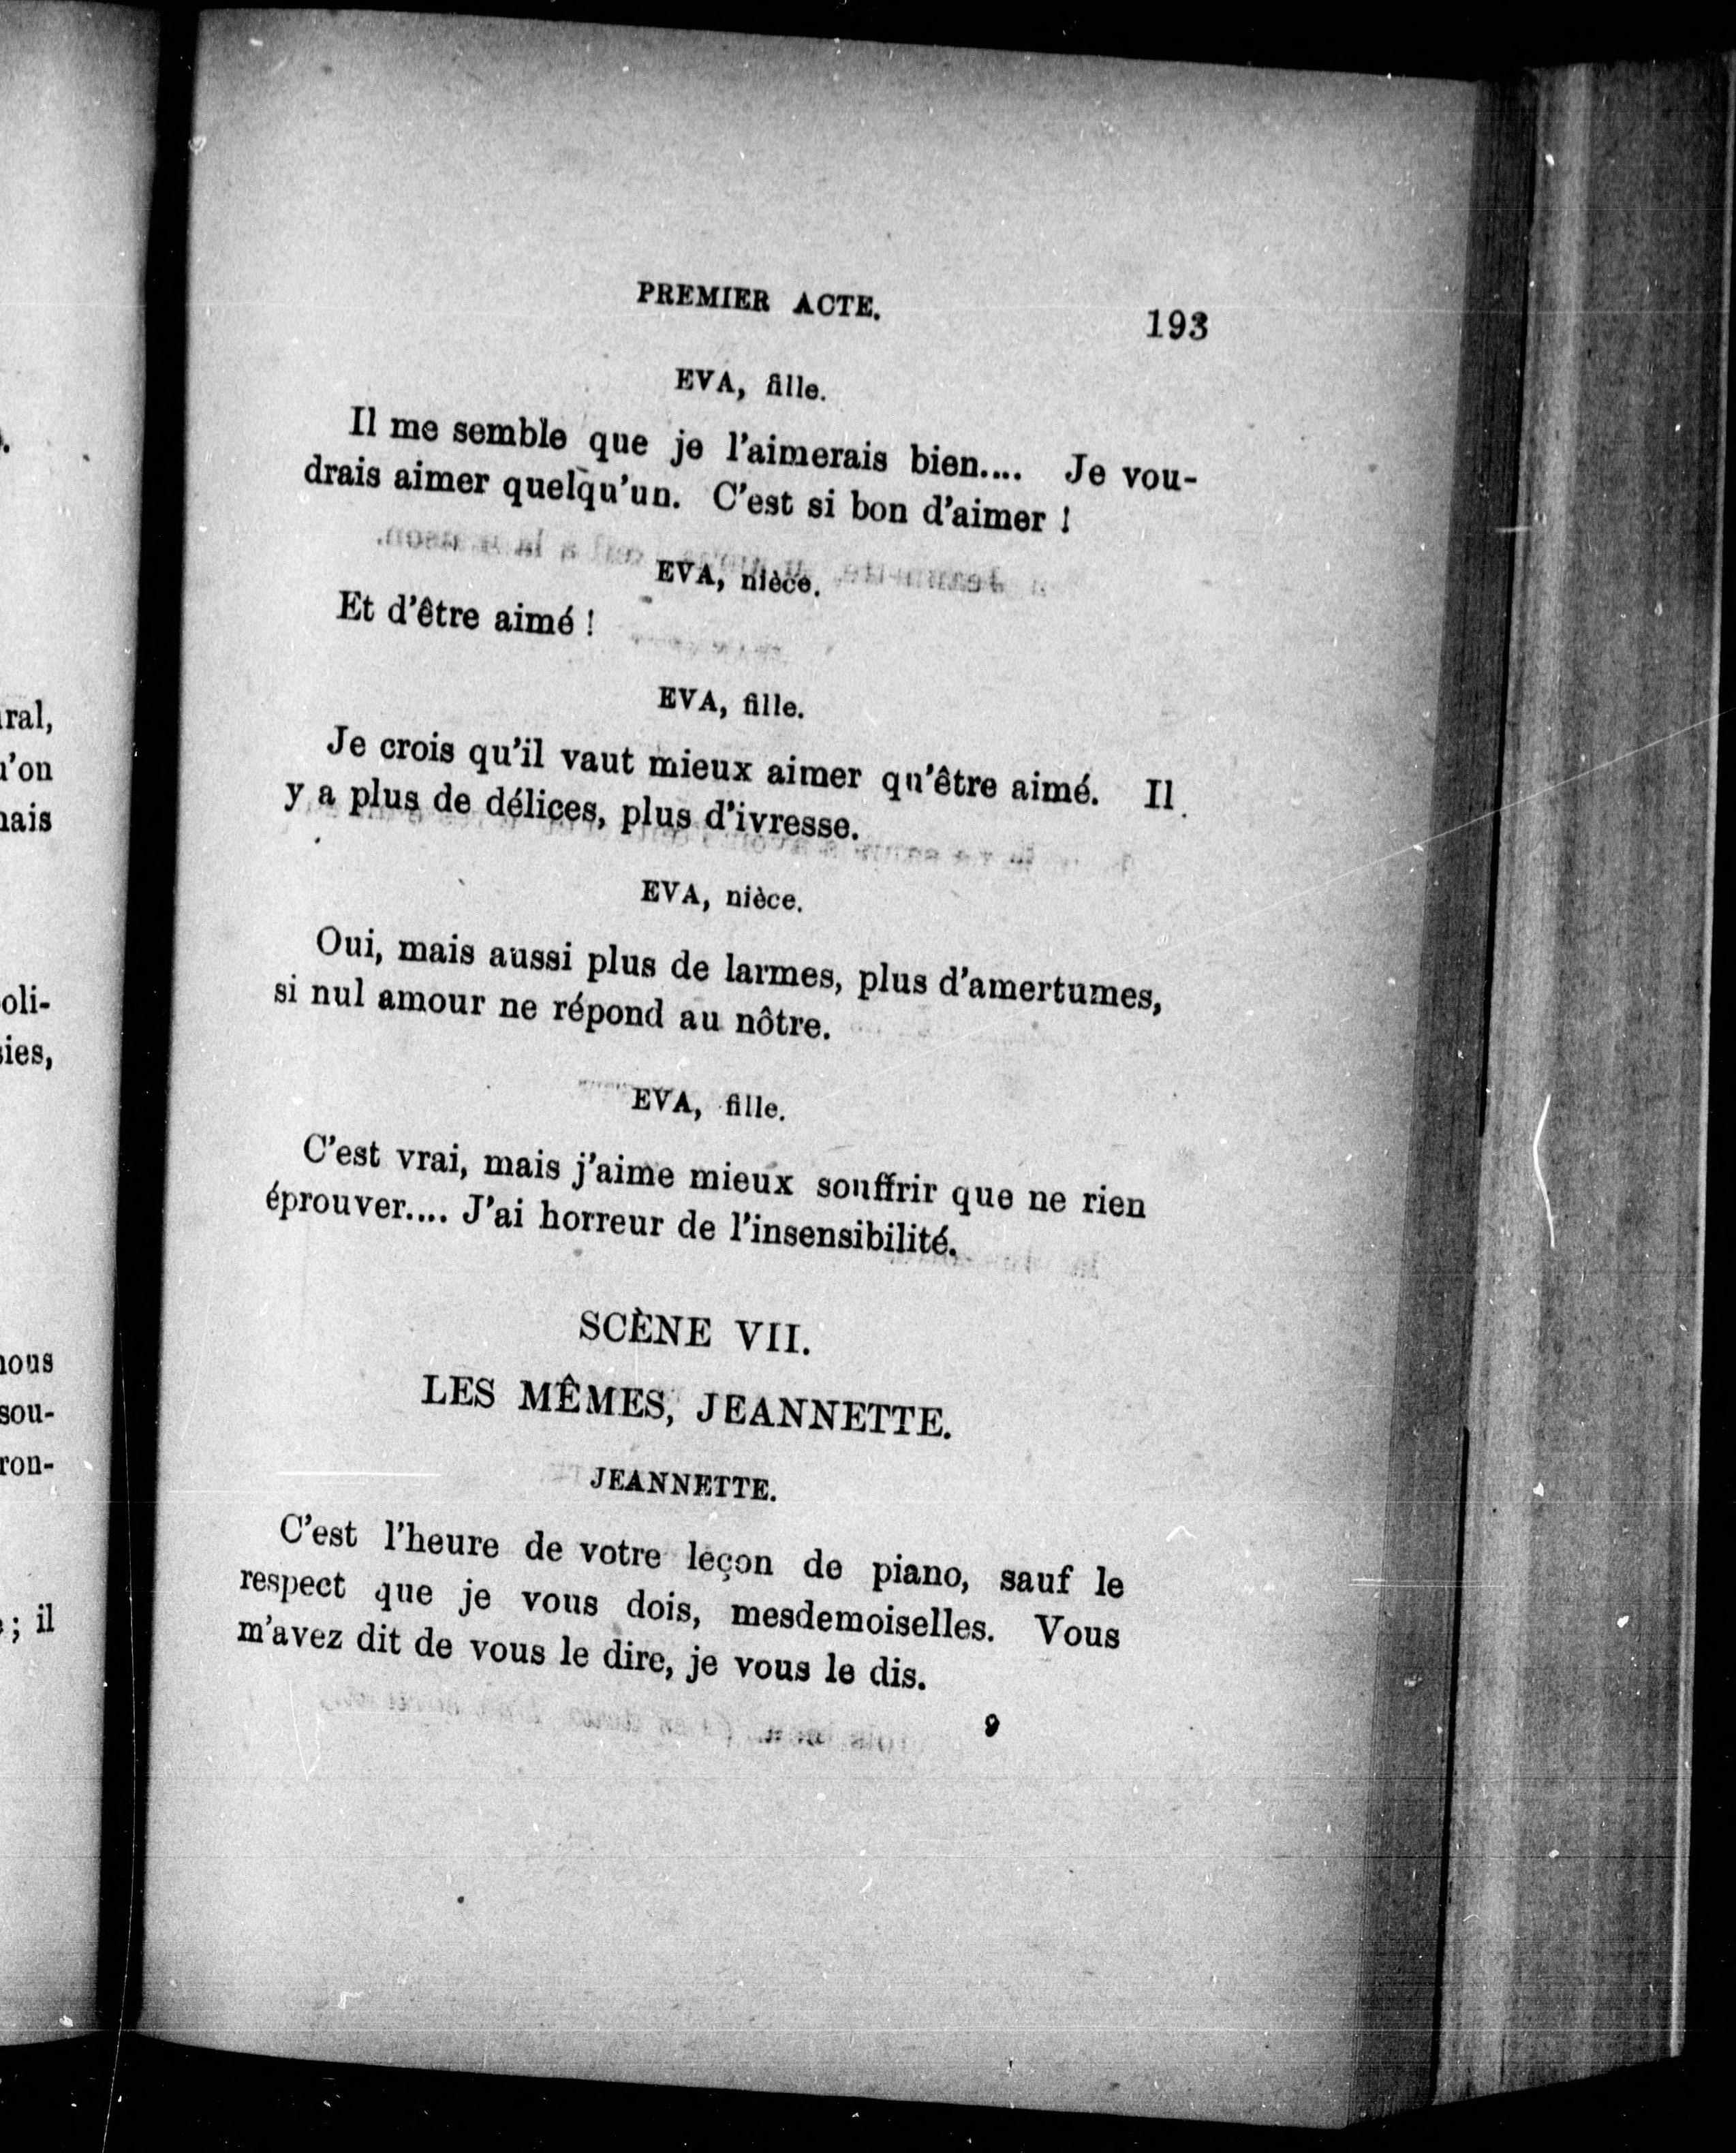 PREMIER ACTE. 193
EVA, fille.
Il me semble que je l'aimerais bien.... Je vou-
drais aimer quelqu'un. C'est si bon d'aimer !
EVA, nièce.
Et d'être aimé !
EVA, fille.
Je crois qu'il vaut mieux aimer qu'être aimé. Il
y a plus de délices, plus d'ivresse.
EVA, nièce.
Oui, mais aussi plus de larmes, plus d'amertumes,
si nul amour ne répond au nôtre.
EVA, fille.
C'est vrai, mais j'aime mieux souffrir que ne rien
éprouver.... J'ai horreur de l'insensibilité.
SCÈNE VII.
LES MÊMES, JEANNETTE.
JEANNETTE.
C'est l'heure de votre leçon de piano, sauf le
respect que je vous dois, mesdemoiselles. Vous
m'avez dit de vous le dire, je vous le dis.
9